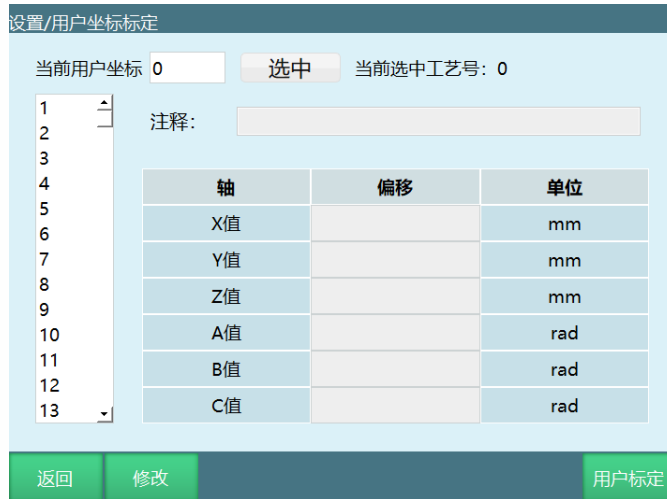 设置/用户坐标标定
当前用户坐标 0 选中 当前选中工艺号：0
注释：
1
2
3
4
5
6
7
8
9
10
11
12
13
轴 偏移 单位
X值 mm
Y值 mm
Z值 mm
A值 rad
B值 rad
C值 rad
返回 修改 用户标定